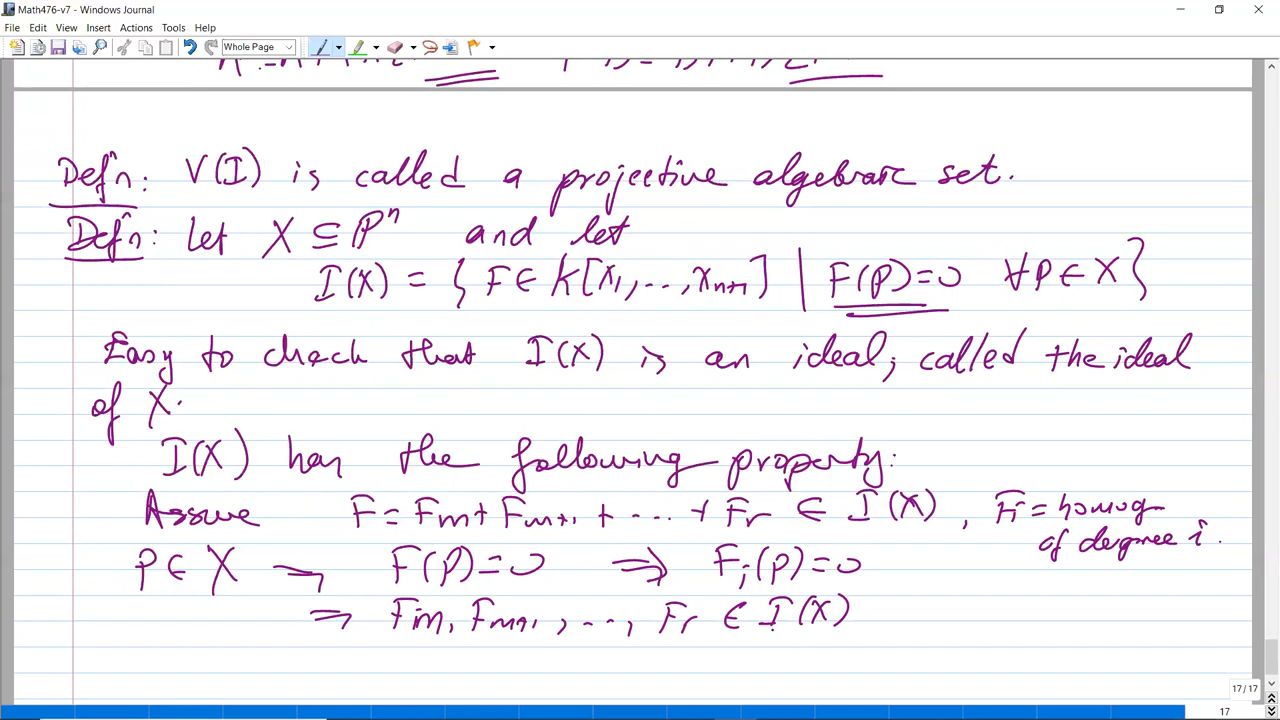 Math476-v7 - Windows Journal
File Edit View Insert Actions Tools Help
Whole Page
Defn: V(I) is called a projective algebraic set.
Defn: let X ⊆ ℙⁿ and let
I(X) = { F ∈ k[x₁, ..., xₙ₊₁] | F(P)=0 ∀P ∈ X }
Easy to check that I(X) is an ideal, called the ideal
of X.
I(X) has the following property:
Assume F = Fm + Fm+1 + ... + Fr ∈ I(X), Fi = homog
of degree i.
P ∈ X → F(P)=0 ⇒ Fi(P)=0
⇒ Fm, Fm+1, ..., Fr ∈ I(X)
17/17
17